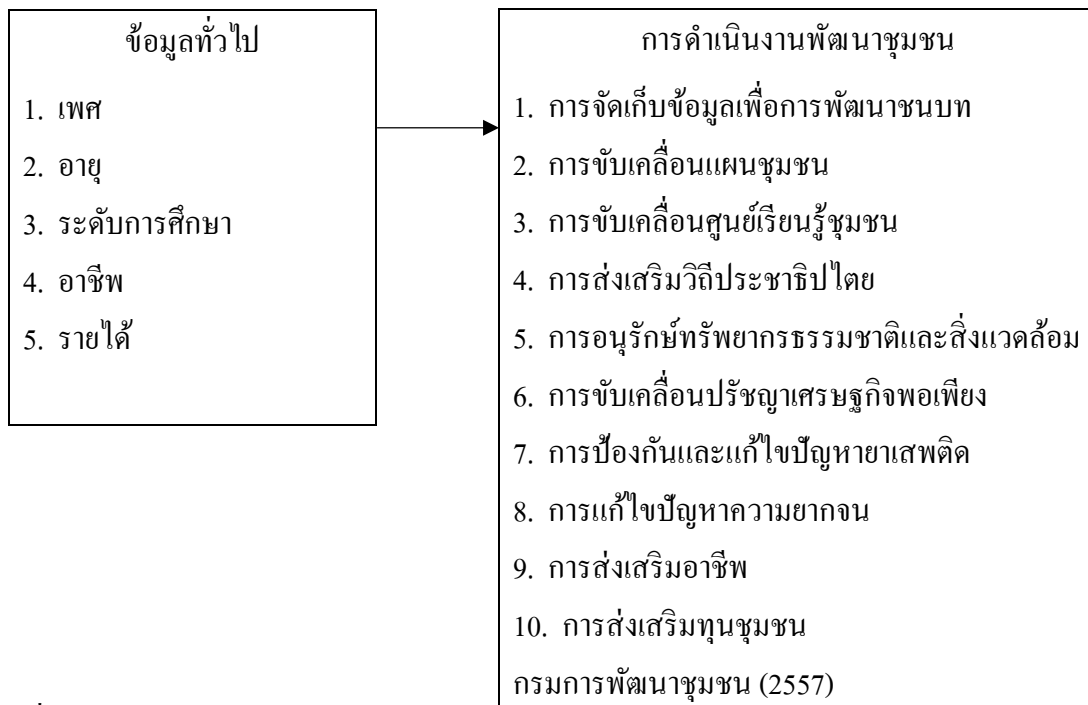 ข้อมูลทั่วไป
1. เพศ
2. อายุ
3. ระดับการศึกษา
4. อาชีพ
5. รายได้
การดำเนินงานพัฒนาชุมชน
1. การจัดเก็บข้อมูลเพื่อการพัฒนาชนบท
2. การขับเคลื่อนแผนชุมชน
3. การขับเคลื่อนศูนย์เรียนรู้ชุมชน
4. การส่งเสริมวิถีประชาธิปไตย
5. การอนุรักษ์ทรัพยากรธรรมชาติและสิ่งแวดล้อม
6. การขับเคลื่อนปรัชญาเศรษฐกิจพอเพียง
7. การป้องกันและแก้ไขปัญหายาเสพติด
8. การแก้ไขปัญหาความยากจน
9. การส่งเสริมอาชีพ
10. การส่งเสริมทุนชุมชน
กรมการพัฒนาชุมชน (2557)